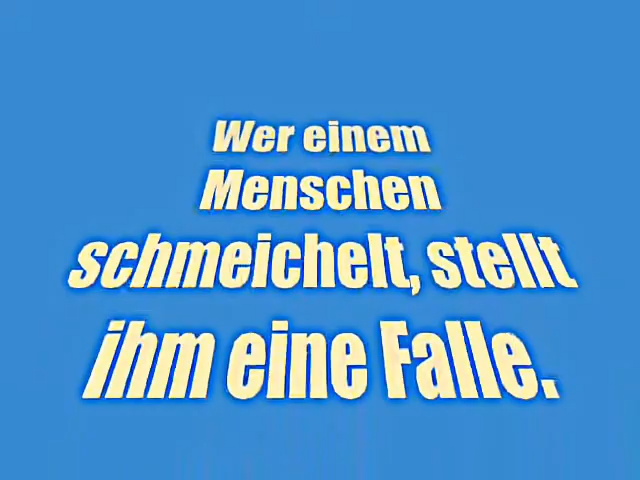 Wer einem
Menschen
schmeichelt, stellt
ihm eine Falle.